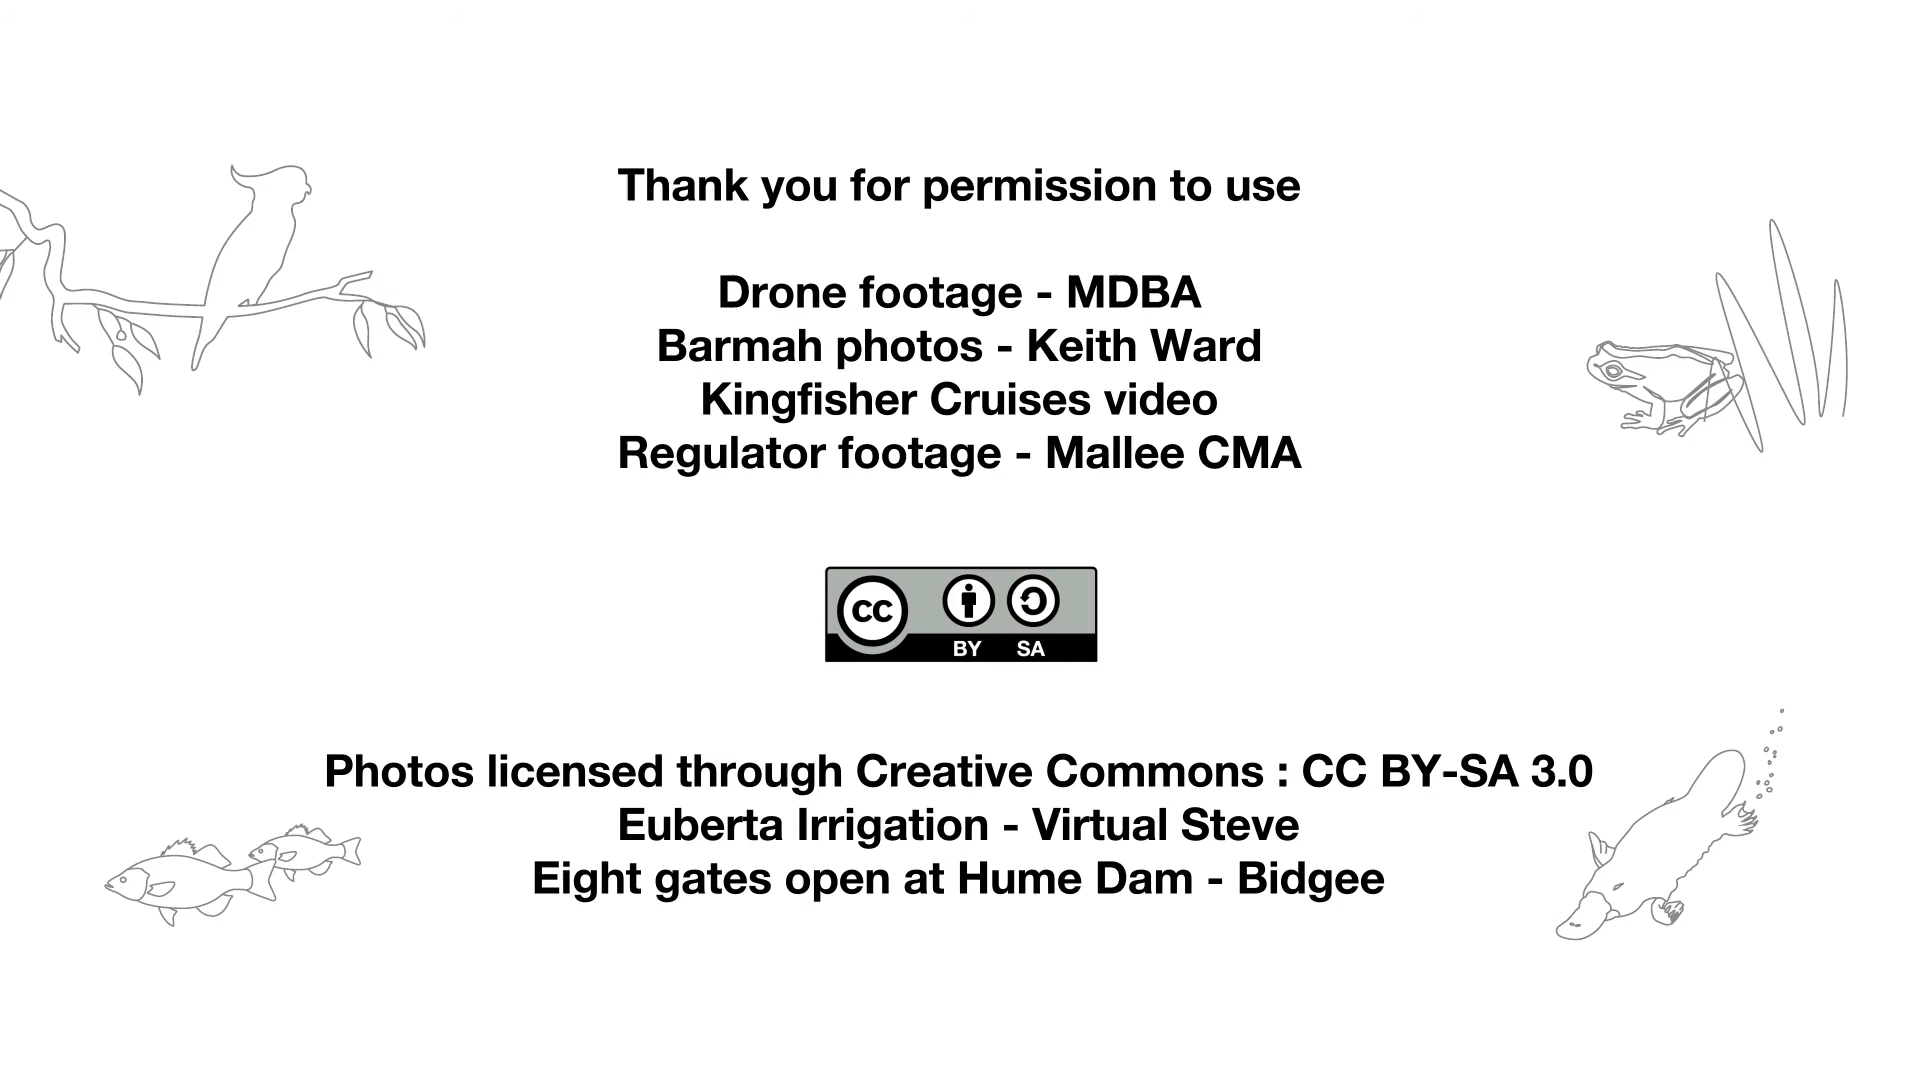 Thank you for permission to use
Drone footage - MDBA
Barmah photos - Keith Ward
Kingfisher Cruises video
Regulator footage - Mallee CMA
CC
BY SA
Photos licensed through Creative Commons : CC BY-SA 3.0
Euberta Irrigation - Virtual Steve
Eight gates open at Hume Dam - Bidgee